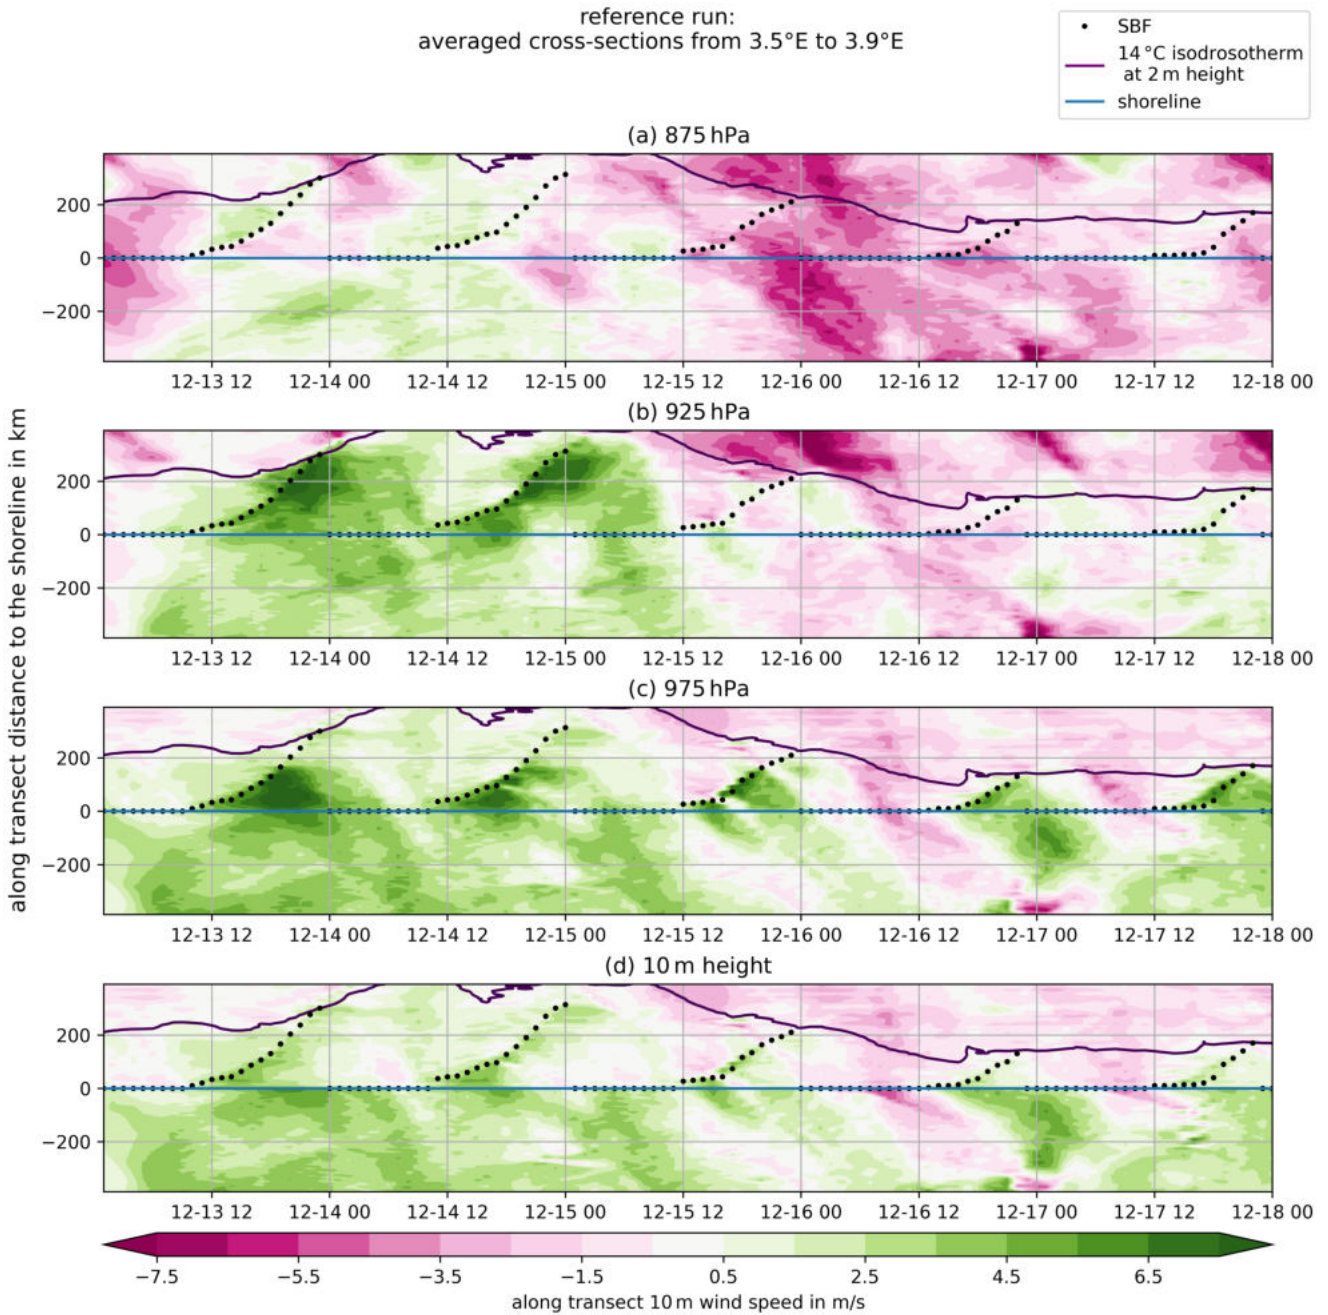 reference run:
averaged cross-sections from 3.5°E to 3.9°E
SBF
14 °C isodrosotherm
at 2 m height
shoreline
(a) 875 hPa
200
0
−200
12-13 12 12-14 00 12-14 12 12-15 00 12-15 12 12-16 00 12-16 12 12-17 00 12-17 12 12-18 00
(b) 925 hPa
200
0
−200
12-13 12 12-14 00 12-14 12 12-15 00 12-15 12 12-16 00 12-16 12 12-17 00 12-17 12 12-18 00
along transect distance to the shoreline in km
(c) 975 hPa
200
0
−200
12-13 12 12-14 00 12-14 12 12-15 00 12-15 12 12-16 00 12-16 12 12-17 00 12-17 12 12-18 00
(d) 10 m height
200
0
−200
12-13 12 12-14 00 12-14 12 12-15 00 12-15 12 12-16 00 12-16 12 12-17 00 12-17 12 12-18 00
−7.5 −5.5 −3.5 −1.5 0.5 2.5 4.5 6.5
along transect 10 m wind speed in m/s